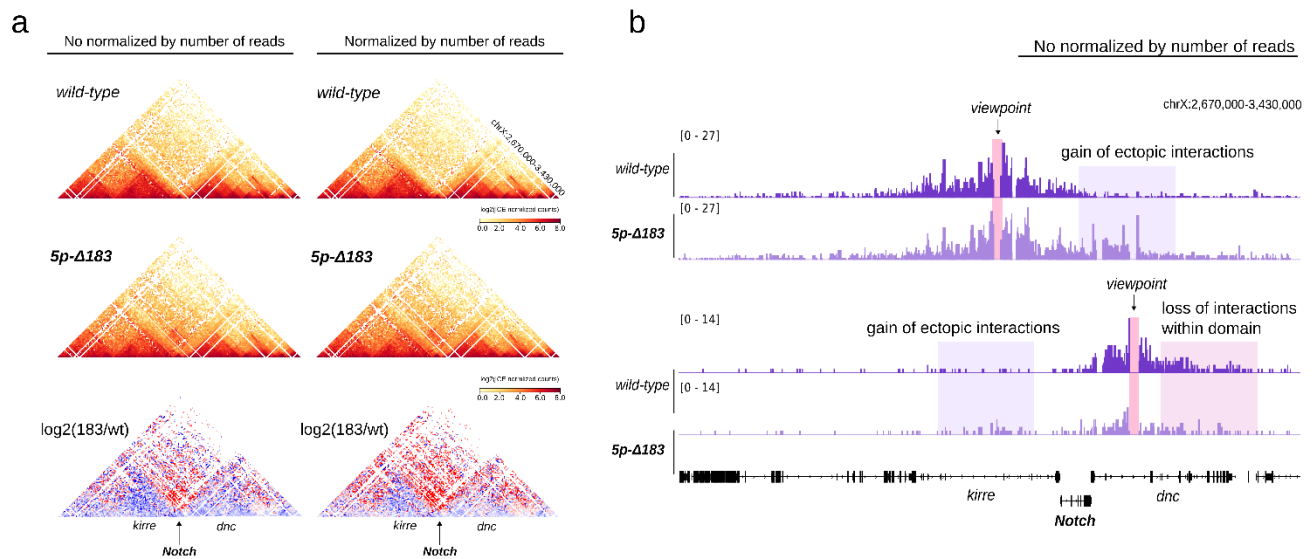 a
No normalized by number of reads
Normalized by number of reads
wild-type
wild-type
chrX:2,670,000-3,430,000
log2(ICE normalized counts)
0.0 2.0 4.0 6.0 8.0
5p-Δ183
5p-Δ183
log2(ICE normalized counts)
0.0 2.0 4.0 6.0 8.0
log2(183/wt)
log2(183/wt)
kirre
dnc
kirre
dnc
Notch
Notch
b
No normalized by number of reads
chrX:2,670,000-3,430,000
viewpoint
[0 - 27]
gain of ectopic interactions
wild-type
[0 - 27]
5p-Δ183
viewpoint
[0 - 14]
gain of ectopic interactions
loss of interactions
within domain
wild-type
[0 - 14]
5p-Δ183
kirre
dnc
Notch